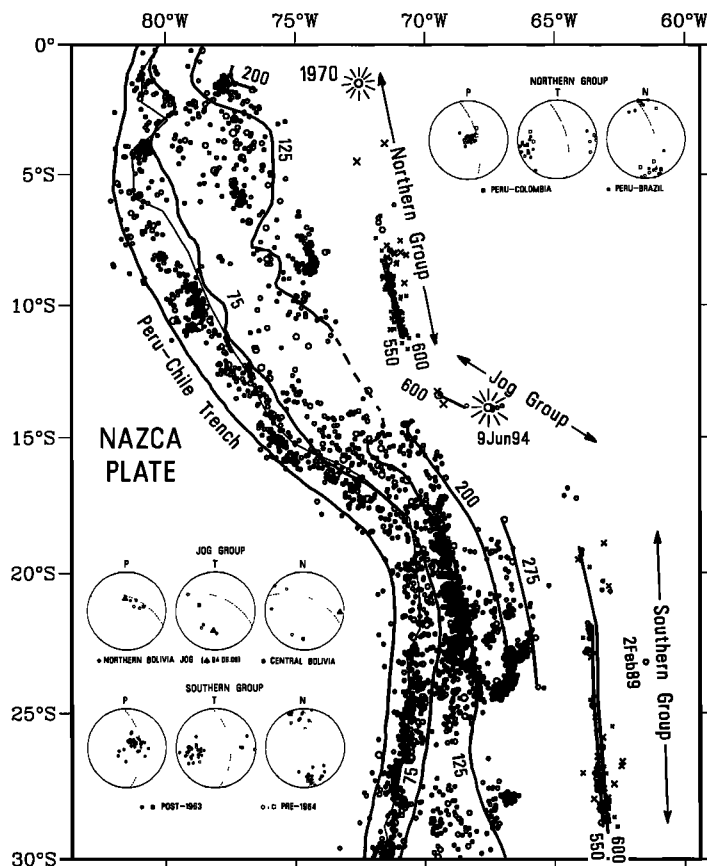 80°W 75°W 70°W 65°W 60°W
0°
5°S
10°S
15°S
20°S
25°S
30°S
200
1970
125
Northern Group
NORTHERN GROUP
P T N
PERU-COLOMBIA PERU-BRAZIL
75
Peru-Chile Trench
550 600
600
Jog Group
9Jun94
NAZCA
PLATE
200
275
JOG GROUP
P T N
NORTHERN BOLIVIA JOG CENTRAL BOLIVIA
Southern Group
2Feb89
SOUTHERN GROUP
P T N
POST-1963 PRE-1964
75
125
550 600